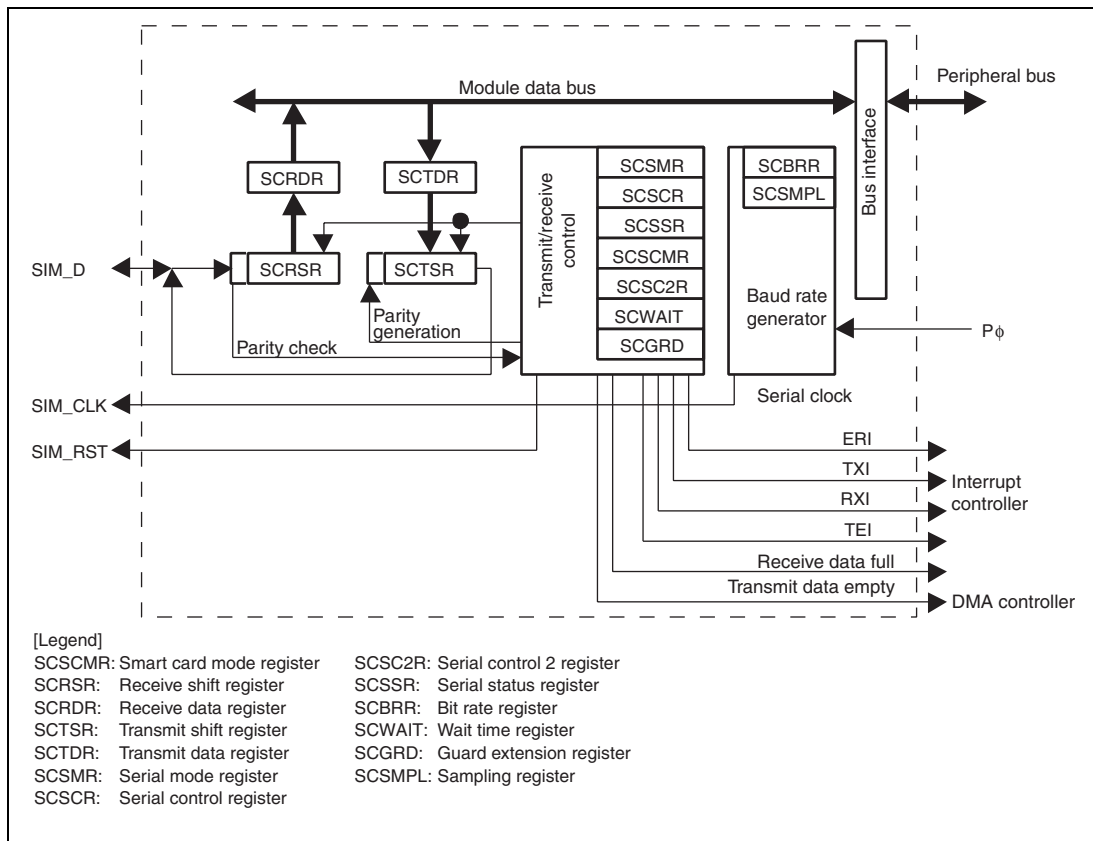 Module data bus
Peripheral bus
Bus interface
SCRDR
SCTDR
Transmit/receive
control
SCSMR
SCSCR
SCSSR
SCSCMR
SCSC2R
SCWAIT
SCGRD
SCBRR
SCSMPL
Baud rate
generator
SIM_D
SCRSR
SCTSR
Parity
generation
Parity check
Pϕ
SIM_CLK
Serial clock
SIM_RST
ERI
TXI
RXI
TEI
Interrupt
controller
Receive data full
Transmit data empty
DMA controller
[Legend]
SCSCMR: Smart card mode register
SCRSR: Receive shift register
SCRDR: Receive data register
SCTSR: Transmit shift register
SCTDR: Transmit data register
SCSMR: Serial mode register
SCSCR: Serial control register
SCSC2R: Serial control 2 register
SCSSR: Serial status register
SCBRR: Bit rate register
SCWAIT: Wait time register
SCGRD: Guard extension register
SCSMPL: Sampling register